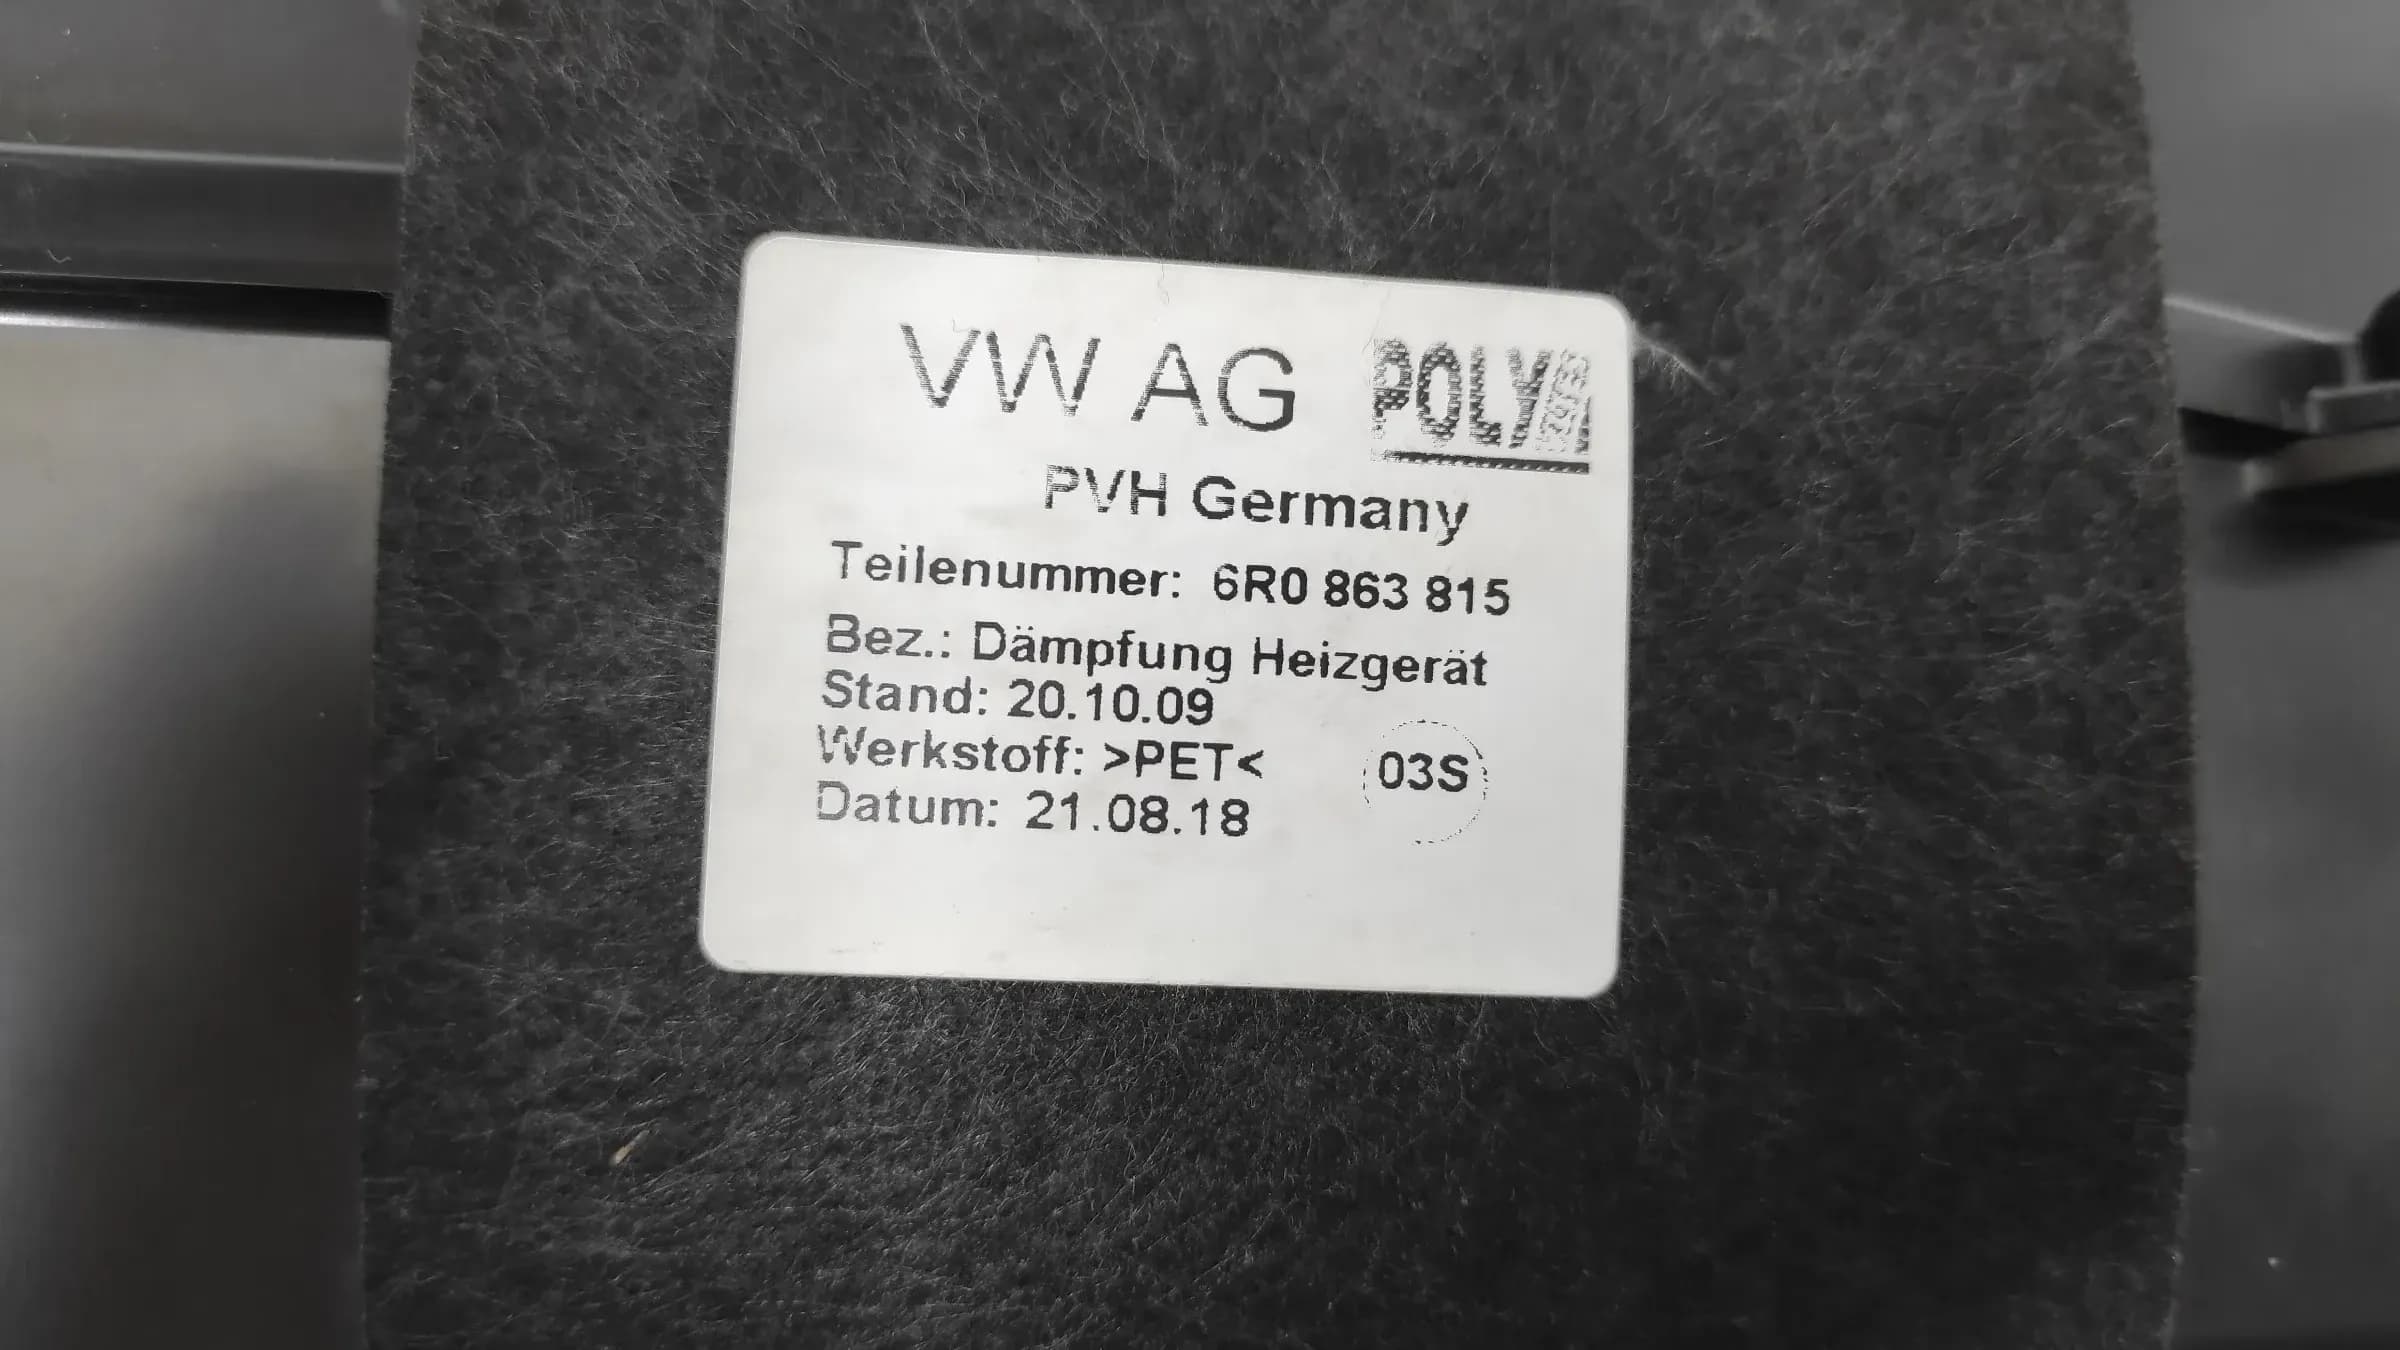 VW AG POLY
PVH Germany
Teilenummer: 6R0 863 815
Bez.: Dämpfung Heizgerät
Stand: 20.10.09
Werkstoff: >PET< 03S
Datum: 21.08.18